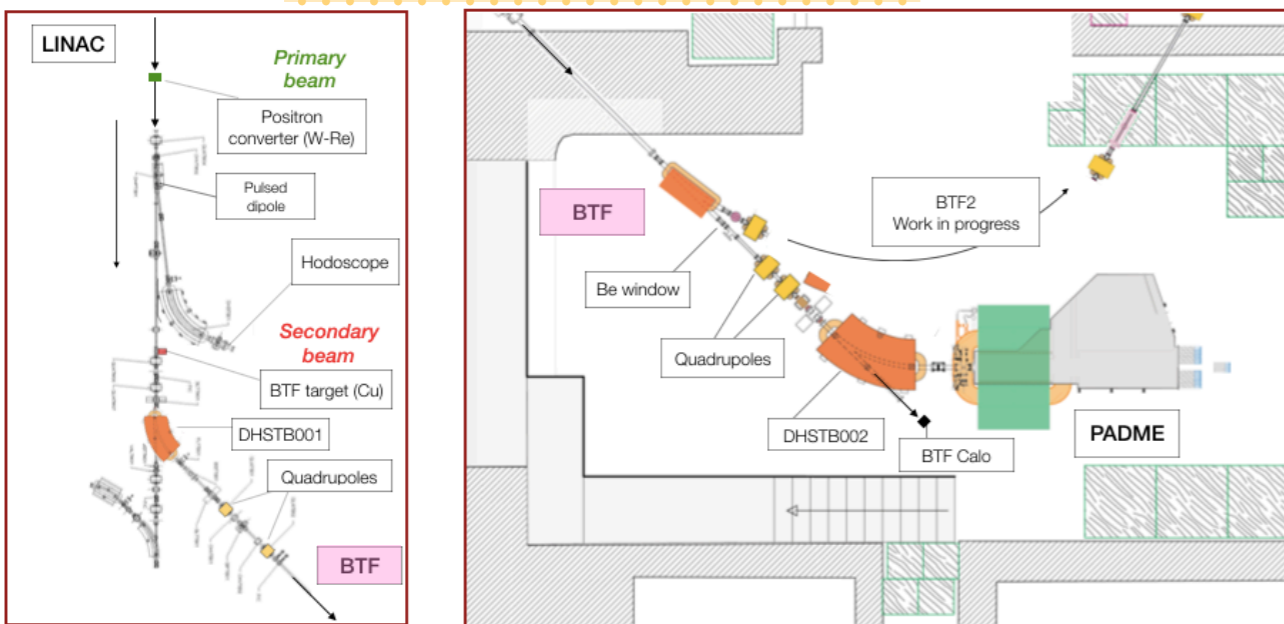 LINAC
Primary
beam
Positron
converter (W-Re)
Pulsed
dipole
Hodoscope
Secondary
beam
BTF target (Cu)
DHSTB001
Quadrupoles
BTF
BTF
BTF2
Work in progress
Be window
Quadrupoles
DHSTB002
BTF Calo
PADME